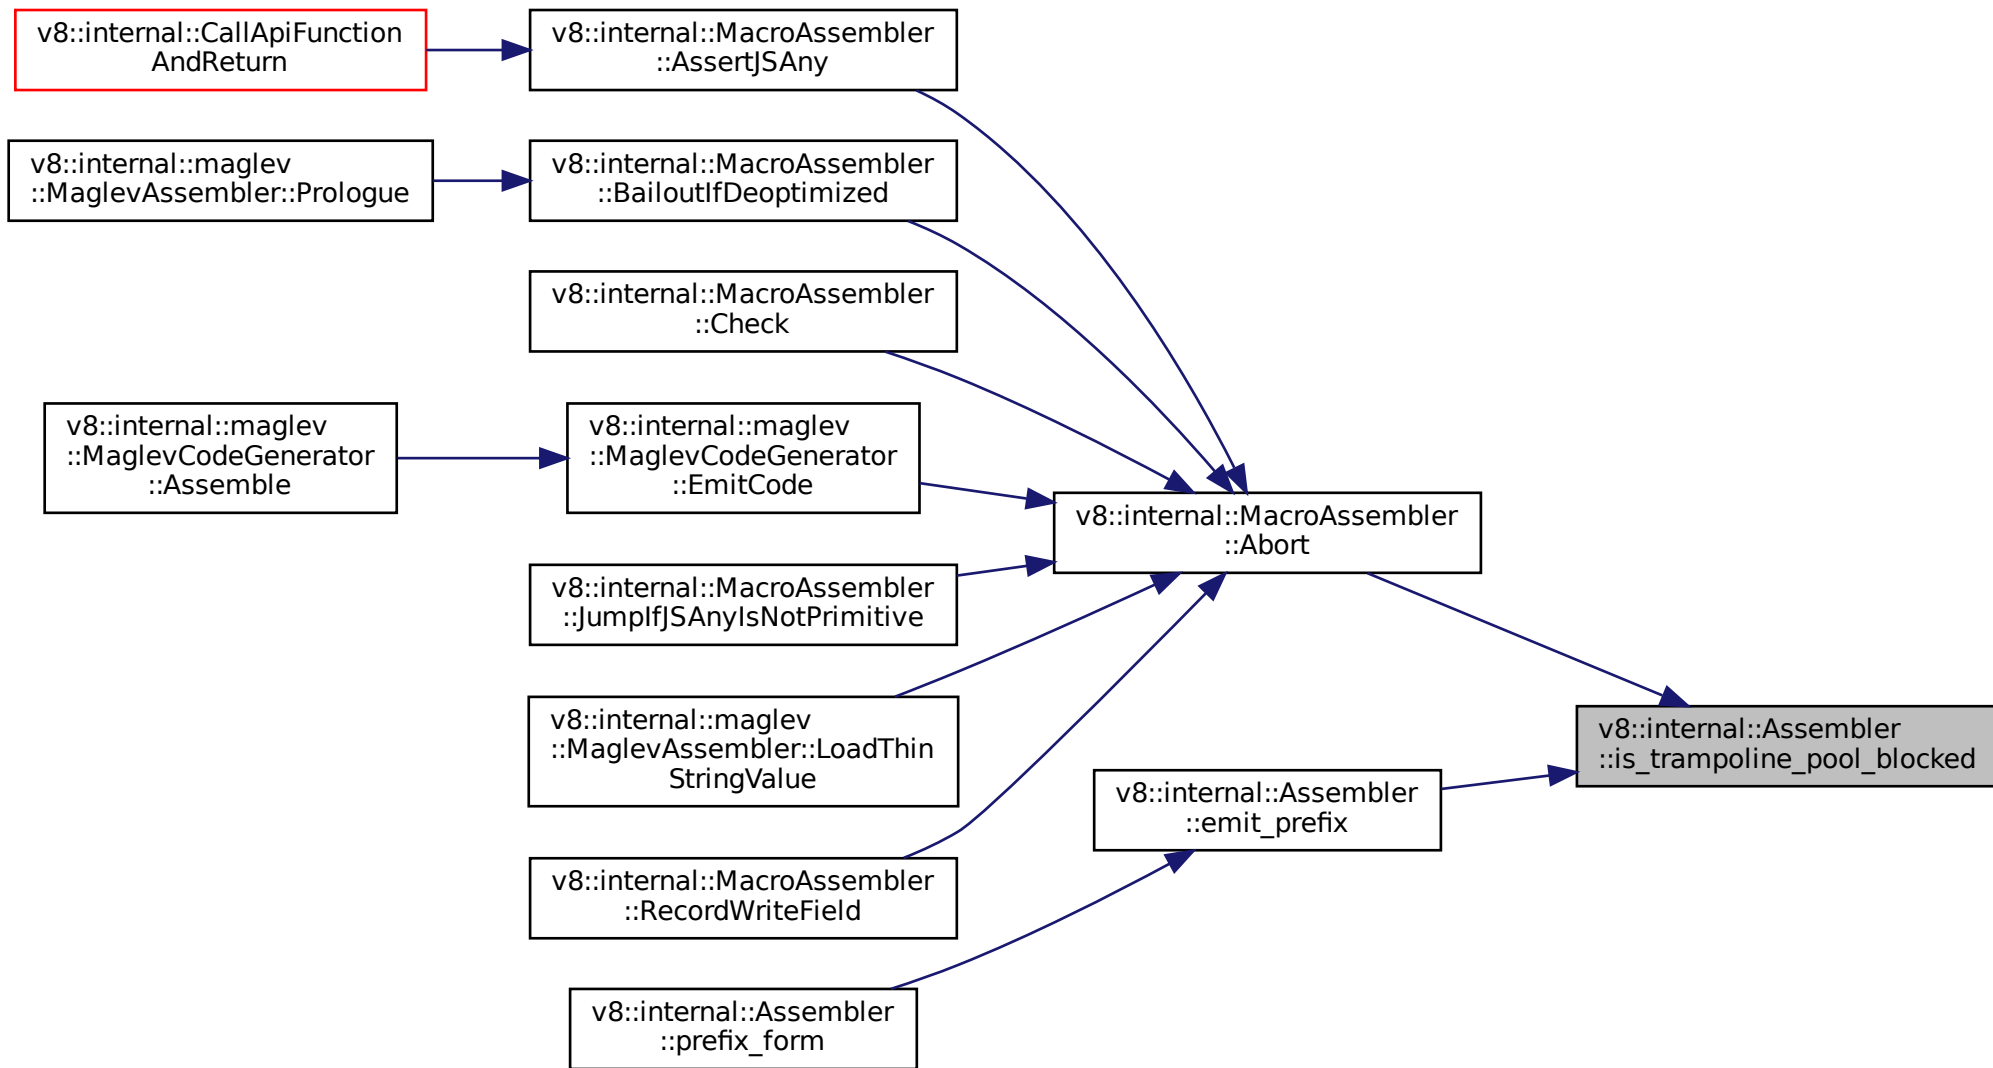 v8::internal::CallApiFunction
AndReturn
v8::internal::MacroAssembler
::AssertJSAny
v8::internal::maglev
::MaglevAssembler::Prologue
v8::internal::MacroAssembler
::BailoutIfDeoptimized
v8::internal::MacroAssembler
::Check
v8::internal::maglev
::MaglevCodeGenerator
::Assemble
v8::internal::maglev
::MaglevCodeGenerator
::EmitCode
v8::internal::MacroAssembler
::Abort
v8::internal::MacroAssembler
::JumpIfJSAnyIsNotPrimitive
v8::internal::maglev
::MaglevAssembler::LoadThin
StringValue
v8::internal::Assembler
::is_trampoline_pool_blocked
v8::internal::Assembler
::emit_prefix
v8::internal::MacroAssembler
::RecordWriteField
v8::internal::Assembler
::prefix_form